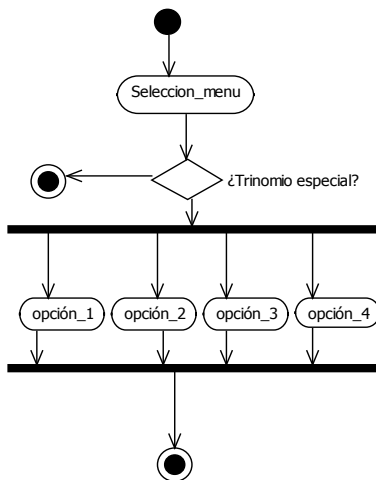 Seleccion_menu
¿Trinomio especial?
opción_1
opción_2
opción_3
opción_4